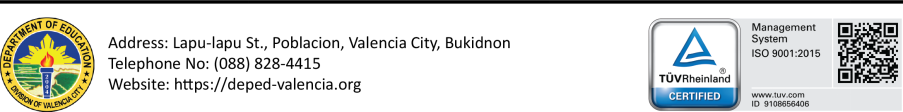 DEPARTMENT OF EDUCATION
2004
DIVISION OF VALENCIA CITY
Address: Lapu-lapu St., Poblacion, Valencia City, Bukidnon
Telephone No: (088) 828-4415
Website: https://deped-valencia.org
TÜVRheinland®
CERTIFIED
Management
System
ISO 9001:2015
www.tuv.com
ID 9108656406